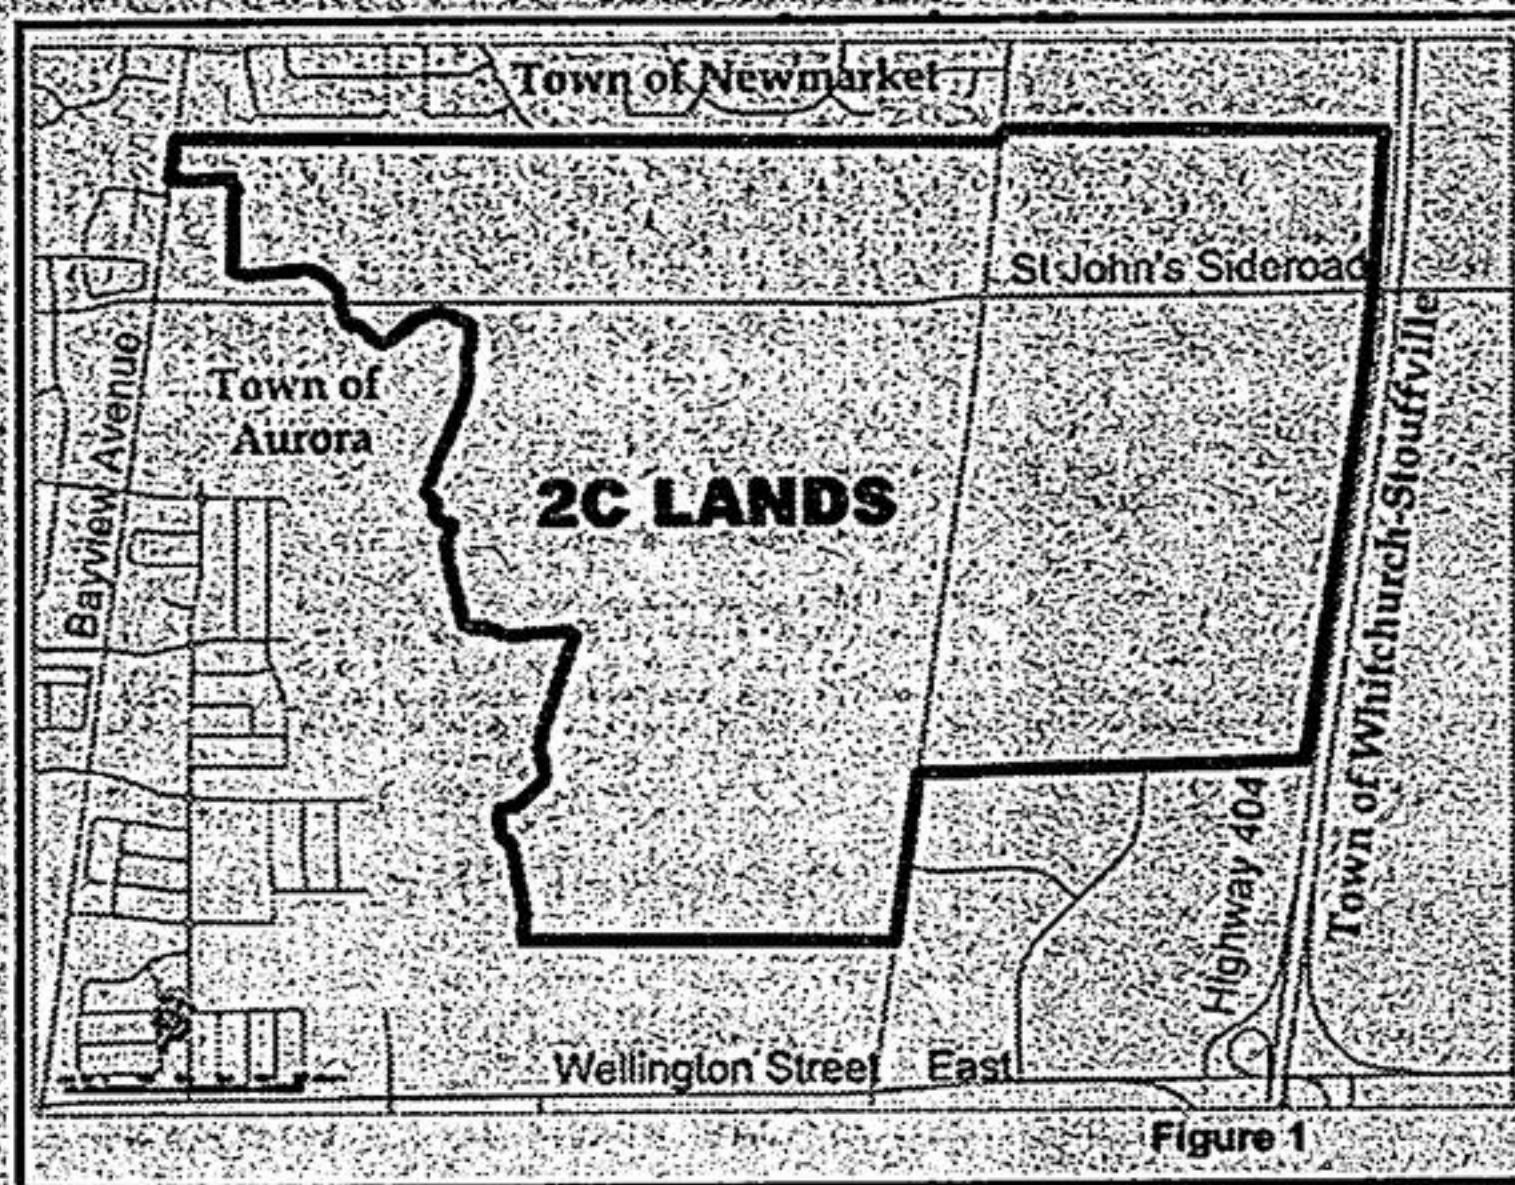 Town of Newmarket
St John's Sideroad
Town of
Aurora
Bayview Avenue
2C LANDS
Town of Whitchurch-Stouffville
Highway 404
Wellington Street East
Figure 1